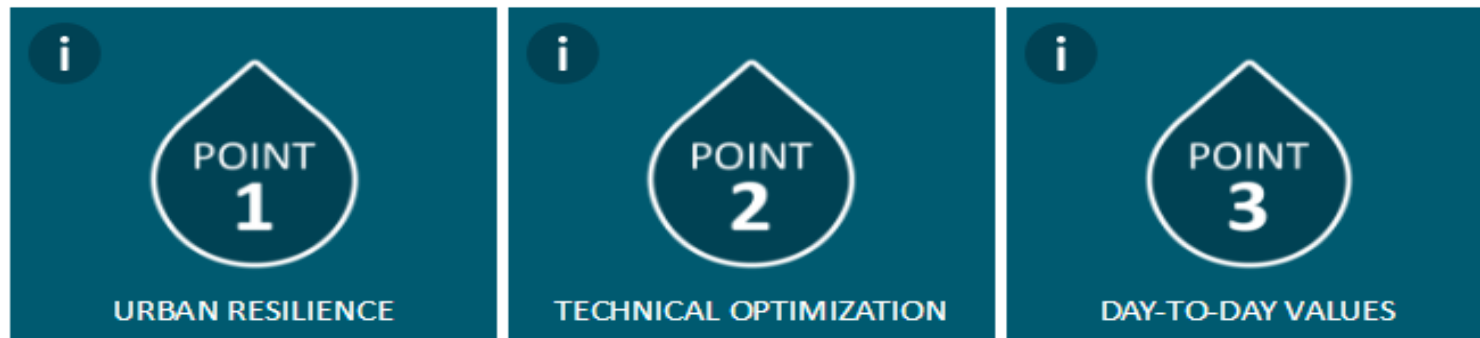 i
POINT
1
URBAN RESILIENCE
i
POINT
2
TECHNICAL OPTIMIZATION
i
POINT
3
DAY-TO-DAY VALUES